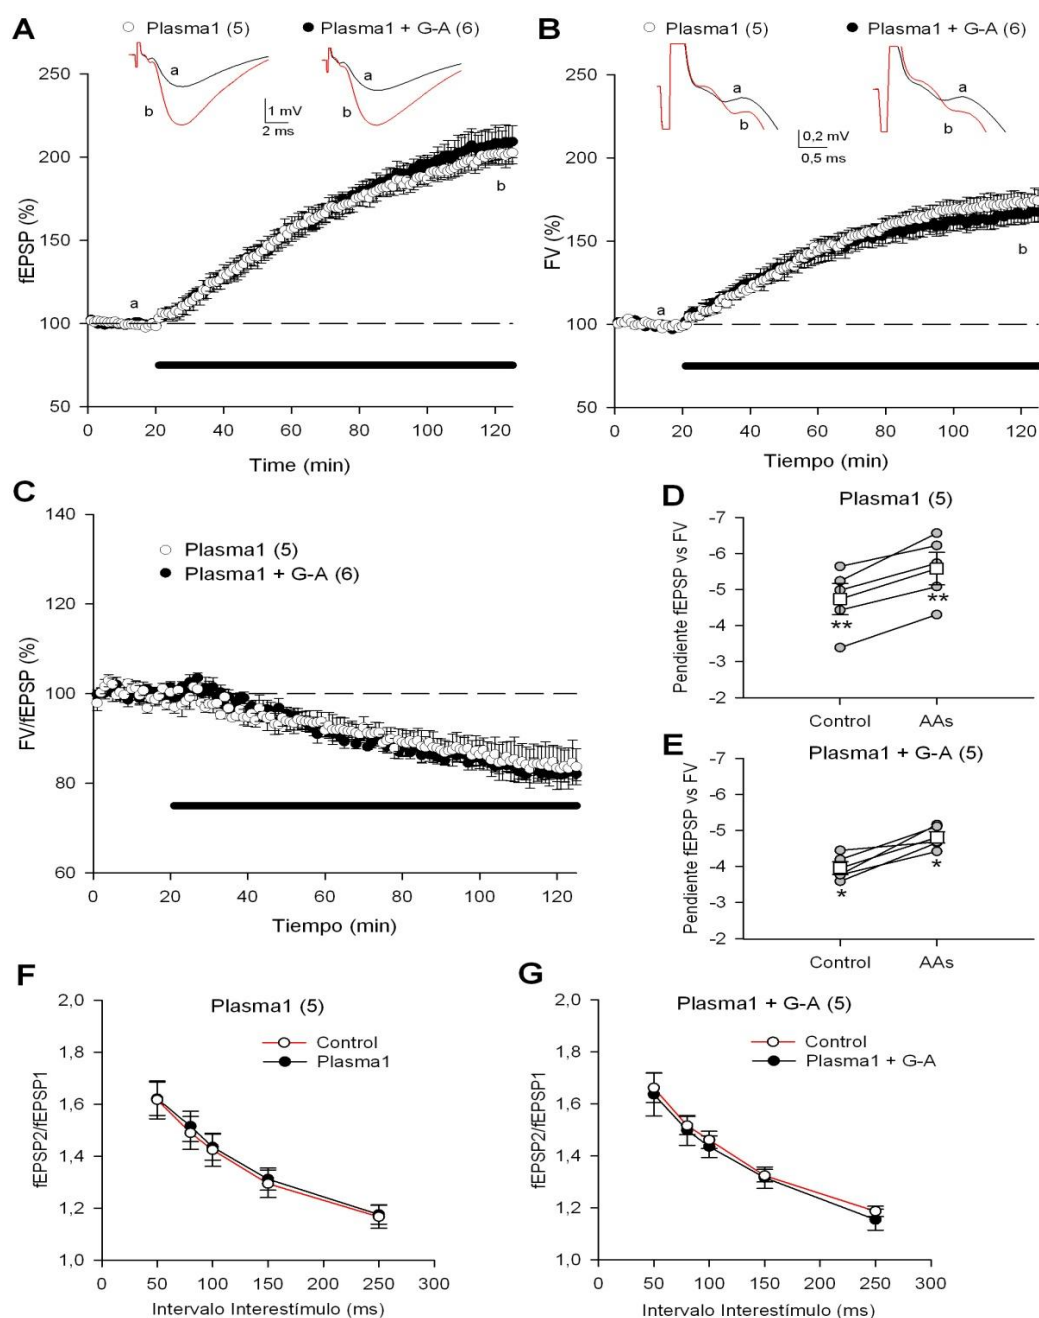 A
Plasma1 (5)
Plasma1 + G-A (6)
a
b
a
b
1 mV
2 ms
fEPSP (%)
250
200
150
100
50
a
b
0 20 40 60 80 100 120
Time (min)
B
Plasma1 (5)
Plasma1 + G-A (6)
a
b
a
b
0,2 mV
0,5 ms
FV (%)
250
200
150
100
50
a
b
0 20 40 60 80 100 120
Tiempo (min)
C
Plasma1 (5)
Plasma1 + G-A (6)
FV/fEPSP (%)
140
120
100
80
60
0 20 40 60 80 100 120
Tiempo (min)
D
Plasma1 (5)
Pendiente fEPSP vs FV
-7
-6
-5
-4
-3
-2
**
**
Control AAs
E
Plasma1 + G-A (5)
Pendiente fEPSP vs FV
-7
-6
-5
-4
-3
-2
*
*
Control AAs
F
Plasma1 (5)
Control
Plasma1
fEPSP2/fEPSP1
2,0
1,8
1,6
1,4
1,2
1,0
0 50 100 150 200 250 300
Intervalo Interestímulo (ms)
G
Plasma1 + G-A (5)
Control
Plasma1 + G-A
fEPSP2/fEPSP1
2,0
1,8
1,6
1,4
1,2
1,0
0 50 100 150 200 250 300
Intervalo Interestímulo (ms)